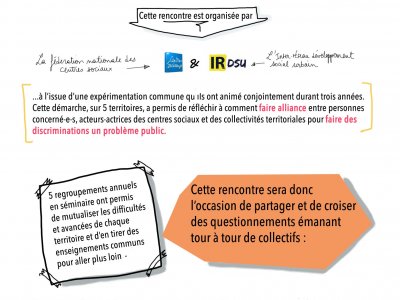 Cette rencontre est organisée par
La fédération nationale des
centres sociaux
&
IRDSU
L'Inter-Réseau Développement
social urbain
...à l'issue d'une expérimentation commune qu'ils ont animé conjointement durant trois années.
Cette démarche, sur 5 territoires, a permis de réfléchir à comment faire alliance entre personnes
concerné-e-s, acteurs-actrices des centres sociaux et des collectivités territoriales pour faire des
discriminations un problème public.
5 regroupements annuels
en séminaire ont permis
de mutualiser les difficultés
et avancées de chaque
territoire et d'en tirer des
enseignements communs
pour aller plus loin -
Cette rencontre sera donc
l'occasion de partager et de croiser
des questionnements émanant
tour à tour de collectifs :